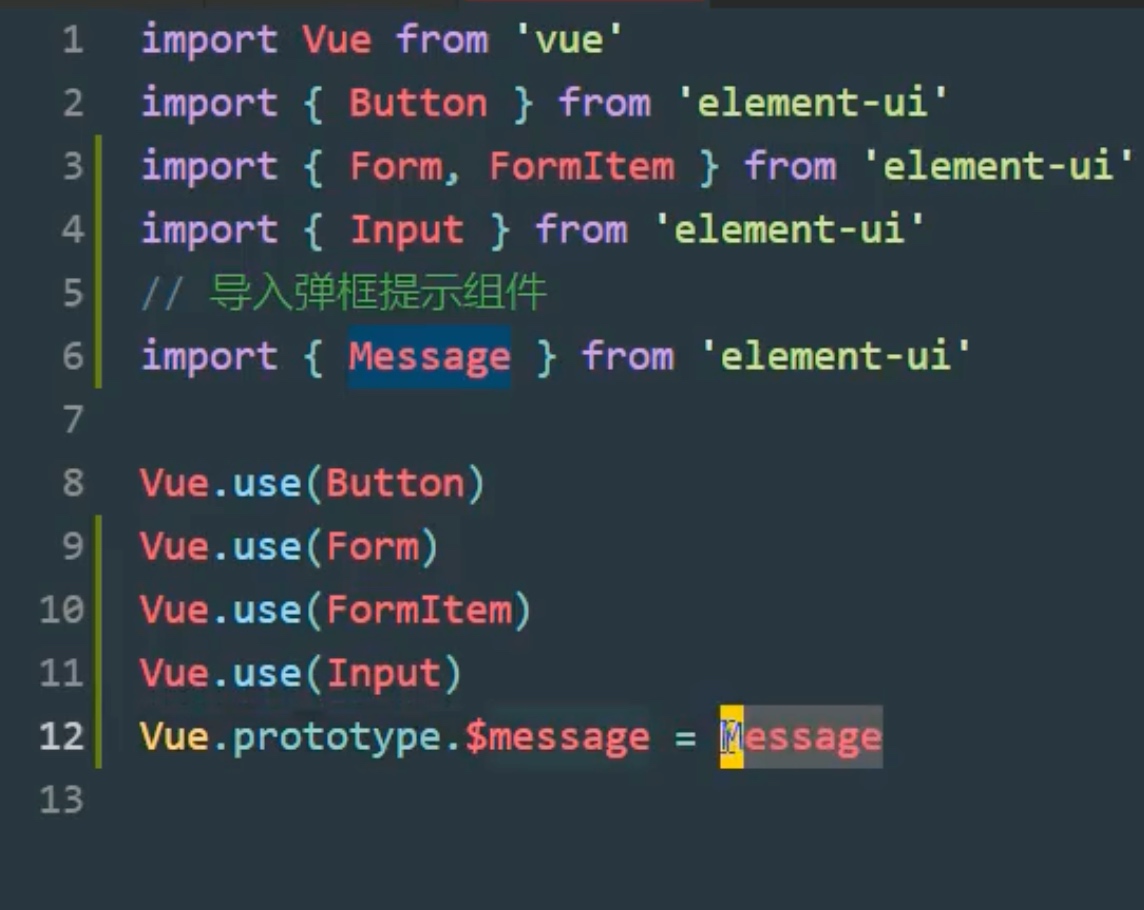 1 import Vue from 'vue'
2 import { Button } from 'element-ui'
3 import { Form, FormItem } from 'element-ui'
4 import { Input } from 'element-ui'
5 // 导入弹框提示组件
6 import { Message } from 'element-ui'
7
8 Vue.use(Button)
9 Vue.use(Form)
10 Vue.use(FormItem)
11 Vue.use(Input)
12 Vue.prototype.$message = Message
13